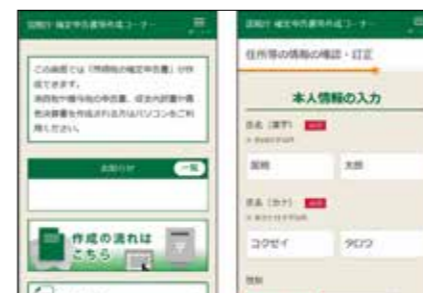 国税庁 確定申告書等作成コーナー
この画面では「所得税の確定申告書」が作
成できます。
消費税や贈与税の申告書、収支内訳書や青
色決算書を作成される方はパソコンをご利
用ください。
お知らせ
一覧
作成の流れは
こちら
国税庁 確定申告書等作成コーナー
住所等の情報の確認・訂正
本人情報の入力
氏名（漢字）
国税
太郎
氏名（カナ）
コクゼイ
タロウ
性別